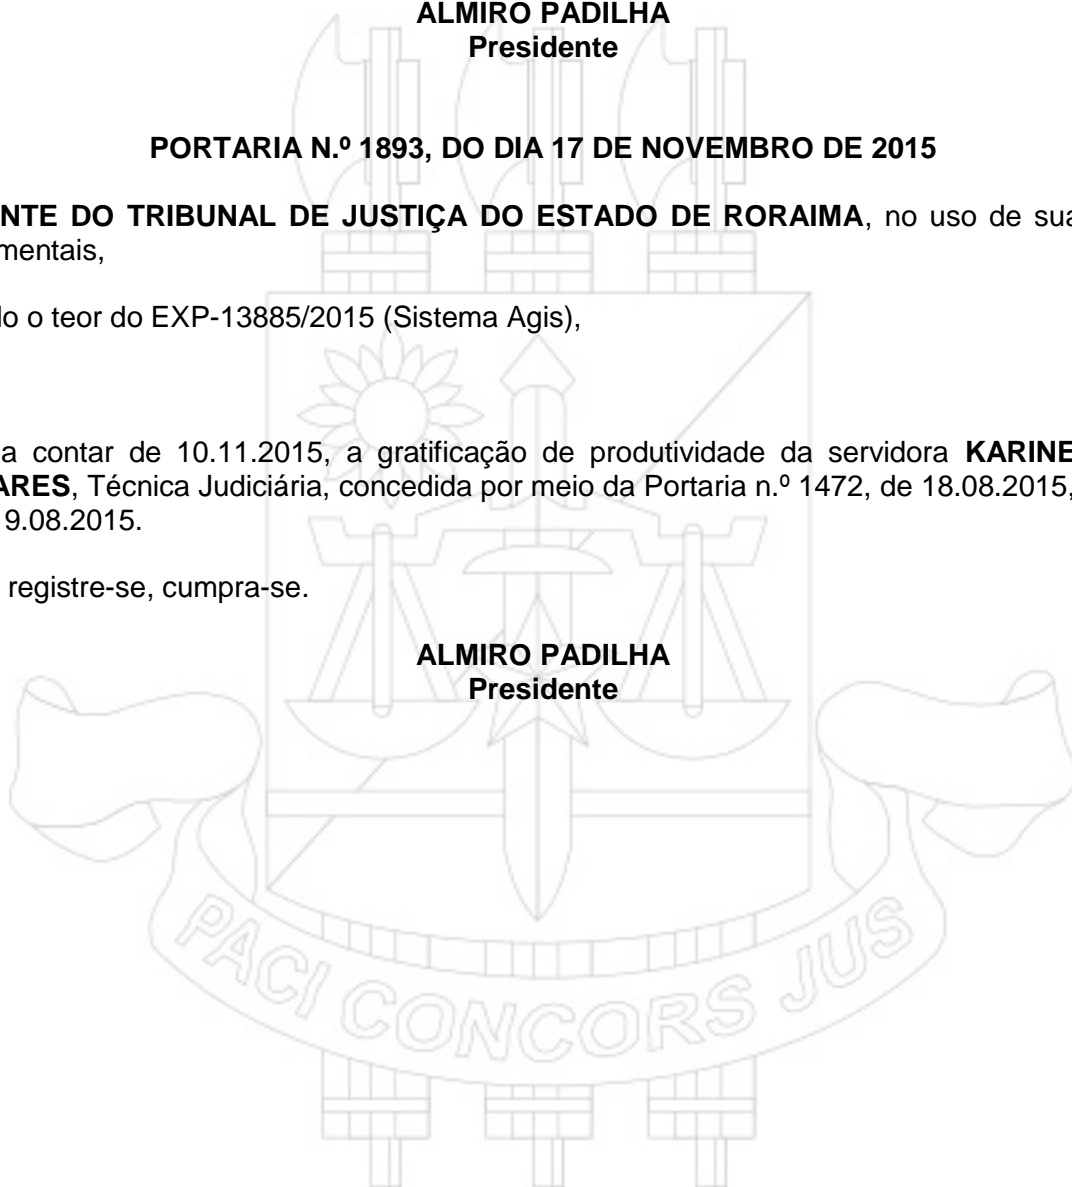 ALMIRO PADILHA
Presidente
PORTARIA N.º 1893, DO DIA 17 DE NOVEMBRO DE 2015
NTE DO TRIBUNAL DE JUSTIÇA DO ESTADO DE RORAIMA, no uso de sua
mentais,
do o teor do EXP-13885/2015 (Sistema Agis),
a contar de 10.11.2015, a gratificação de produtividade da servidora KARINE
ARES, Técnica Judiciária, concedida por meio da Portaria n.º 1472, de 18.08.2015,
9.08.2015.
registre-se, cumpra-se.
ALMIRO PADILHA
Presidente
PACI CONCORS JUS